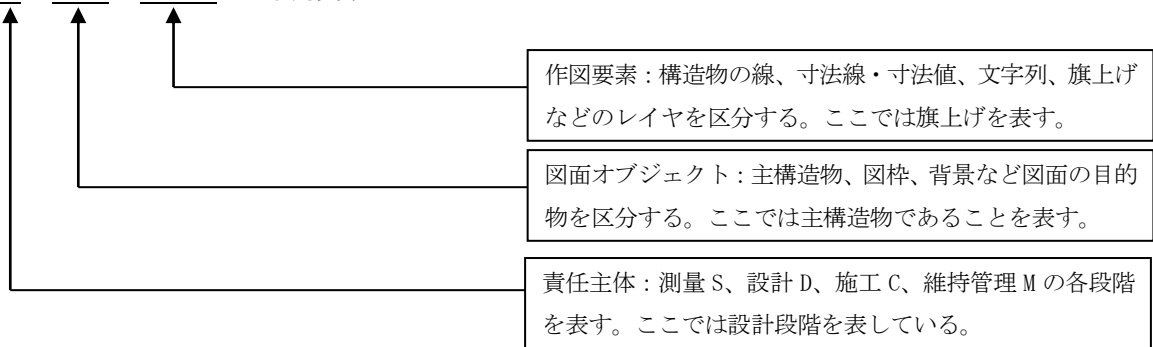 作図要素：構造物の線、寸法線・寸法値、文字列、旗上げ
などのレイヤを区分する。ここでは旗上げを表す。
図面オブジェクト：主構造物、図枠、背景など図面の目的
物を区分する。ここでは主構造物であることを表す。
責任主体：測量 S、設計 D、施工 C、維持管理 M の各段階
を表す。ここでは設計段階を表している。